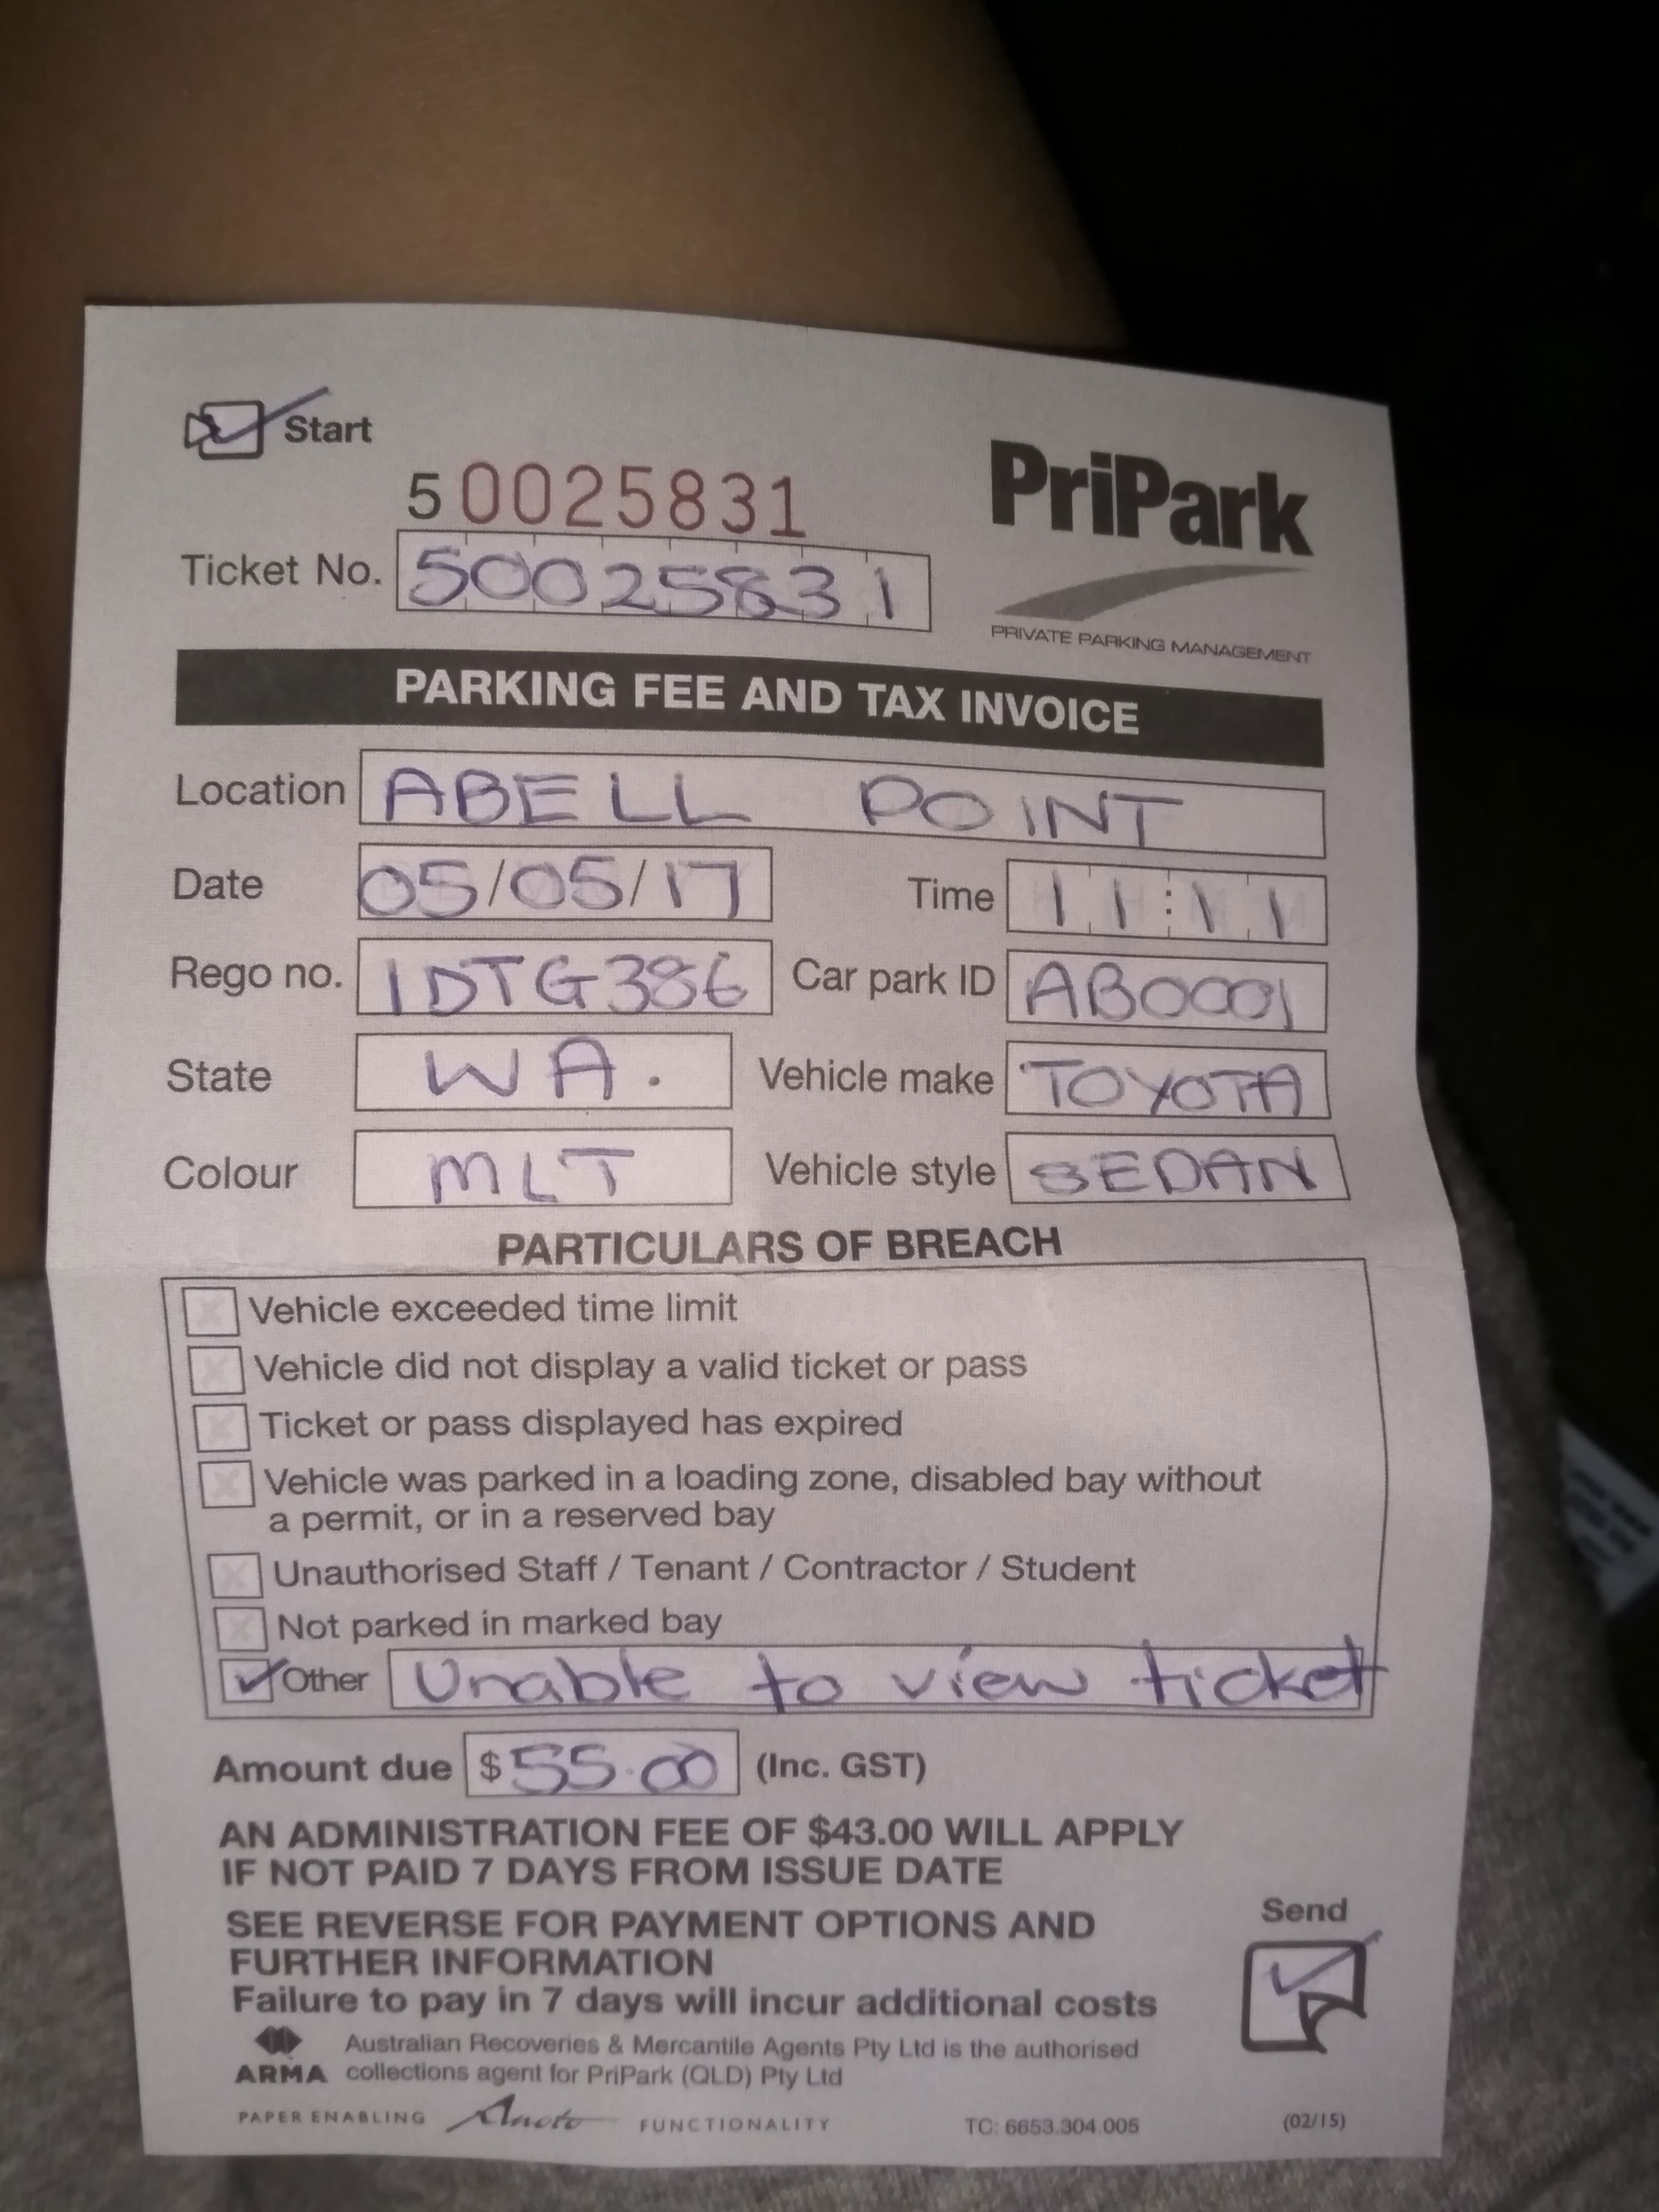 Start
50025831
PriPark
PRIVATE PARKING MANAGEMENT
Ticket No. 50025831
PARKING FEE AND TAX INVOICE
Location ABELL POINT
Date 05/05/17 Time 11:11
Rego no. 1DTG386 Car park ID AB0001
State WA. Vehicle make TOYOTA
Colour MLT Vehicle style SEDAN
PARTICULARS OF BREACH
Vehicle exceeded time limit
Vehicle did not display a valid ticket or pass
Ticket or pass displayed has expired
Vehicle was parked in a loading zone, disabled bay without
a permit, or in a reserved bay
Unauthorised Staff / Tenant / Contractor / Student
Not parked in marked bay
Other Unable to view ticket
Amount due $55.00 (Inc. GST)
AN ADMINISTRATION FEE OF $43.00 WILL APPLY
IF NOT PAID 7 DAYS FROM ISSUE DATE
SEE REVERSE FOR PAYMENT OPTIONS AND
FURTHER INFORMATION
Failure to pay in 7 days will incur additional costs
Send
ARMA
Australian Recoveries & Mercantile Agents Pty Ltd is the authorised
collections agent for PriPark (QLD) Pty Ltd
PAPER ENABLING Anoto FUNCTIONALITY TC: 6653.304.005 (02/15)